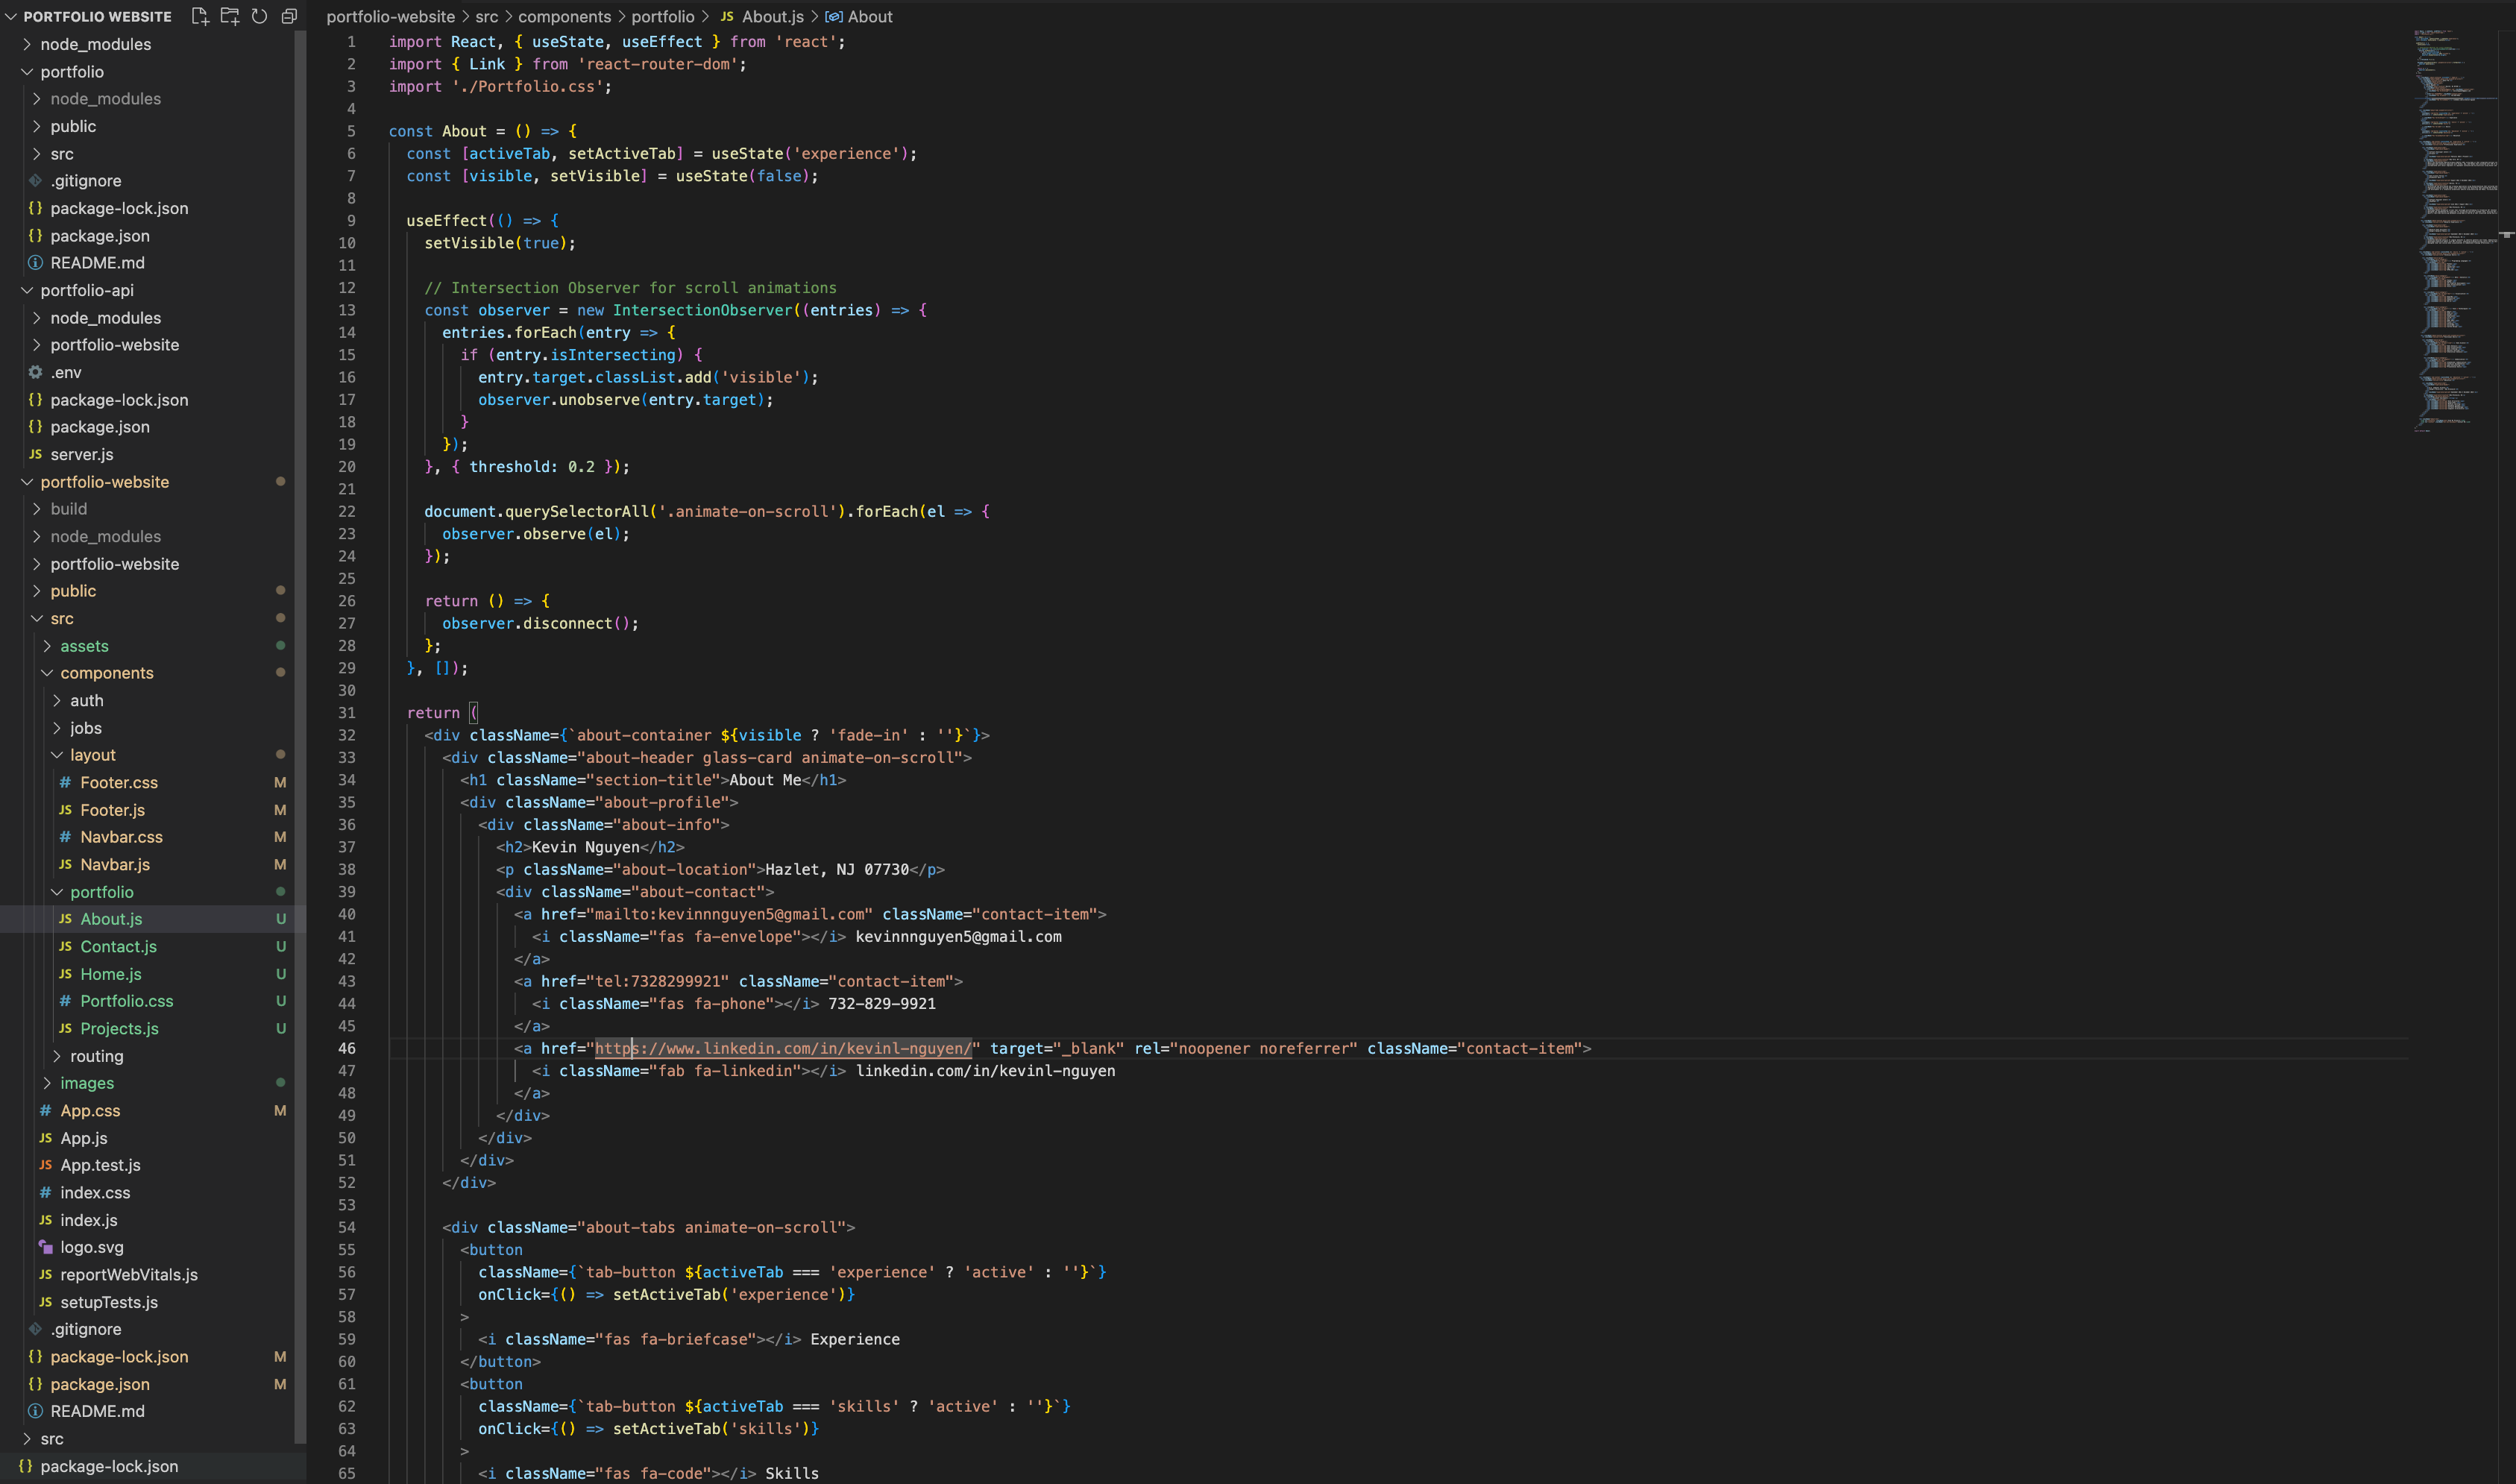 PORTFOLIO WEBSITE
node_modules
portfolio
node_modules
public
src
.gitignore
{} package-lock.json
{} package.json
README.md
portfolio-api
node_modules
portfolio-website
.env
{} package-lock.json
{} package.json
JS server.js
portfolio-website
build
node_modules
portfolio-website
public
src
assets
components
auth
jobs
layout
# Footer.css M
JS Footer.js M
# Navbar.css M
JS Navbar.js M
portfolio
JS About.js U
JS Contact.js U
JS Home.js U
# Portfolio.css U
JS Projects.js U
routing
images
# App.css M
JS App.js
JS App.test.js
# index.css
JS index.js
logo.svg
JS reportWebVitals.js
JS setupTests.js
.gitignore
{} package-lock.json M
{} package.json M
README.md
src
{} package-lock.json
portfolio-website > src > components > portfolio > JS About.js > About
1 import React, { useState, useEffect } from 'react';
2 import { Link } from 'react-router-dom';
3 import './Portfolio.css';
4
5 const About = () => {
6 const [activeTab, setActiveTab] = useState('experience');
7 const [visible, setVisible] = useState(false);
8
9 useEffect(() => {
10 setVisible(true);
11
12 // Intersection Observer for scroll animations
13 const observer = new IntersectionObserver((entries) => {
14 entries.forEach(entry => {
15 if (entry.isIntersecting) {
16 entry.target.classList.add('visible');
17 observer.unobserve(entry.target);
18 }
19 });
20 }, { threshold: 0.2 });
21
22 document.querySelectorAll('.animate-on-scroll').forEach(el => {
23 observer.observe(el);
24 });
25
26 return () => {
27 observer.disconnect();
28 };
29 }, []);
30
31 return (
32 <div className={`about-container ${visible ? 'fade-in' : ''}`}>
33 <div className="about-header glass-card animate-on-scroll">
34 <h1 className="section-title">About Me</h1>
35 <div className="about-profile">
36 <div className="about-info">
37 <h2>Kevin Nguyen</h2>
38 <p className="about-location">Hazlet, NJ 07730</p>
39 <div className="about-contact">
40 <a href="mailto:kevinnnguyen5@gmail.com" className="contact-item">
41 <i className="fas fa-envelope"></i> kevinnnguyen5@gmail.com
42 </a>
43 <a href="tel:7328299921" className="contact-item">
44 <i className="fas fa-phone"></i> 732-829-9921
45 </a>
46 <a href="https://www.linkedin.com/in/kevinl-nguyen/" target="_blank" rel="noopener noreferrer" className="contact-item">
47 <i className="fab fa-linkedin"></i> linkedin.com/in/kevinl-nguyen
48 </a>
49 </div>
50 </div>
51 </div>
52 </div>
53
54 <div className="about-tabs animate-on-scroll">
55 <button
56 className={`tab-button ${activeTab === 'experience' ? 'active' : ''}`}
57 onClick={() => setActiveTab('experience')}
58 >
59 <i className="fas fa-briefcase"></i> Experience
60 </button>
61 <button
62 className={`tab-button ${activeTab === 'skills' ? 'active' : ''}`}
63 onClick={() => setActiveTab('skills')}
64 >
65 <i className="fas fa-code"></i> Skills